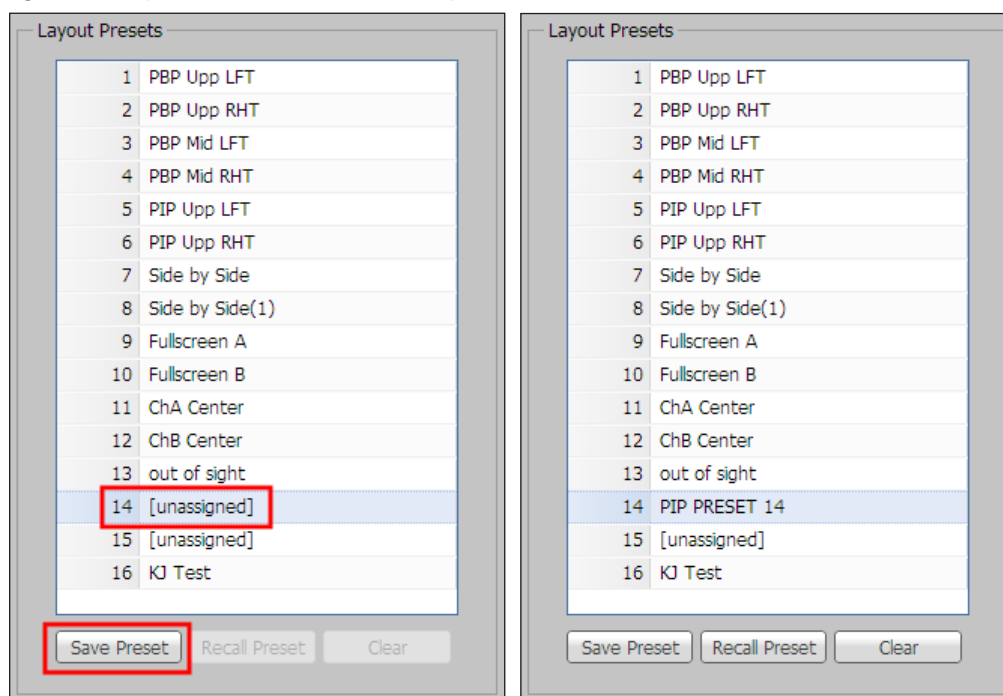 Layout Presets
1 PBP Upp LFT
2 PBP Upp RHT
3 PBP Mid LFT
4 PBP Mid RHT
5 PIP Upp LFT
6 PIP Upp RHT
7 Side by Side
8 Side by Side(1)
9 Fullscreen A
10 Fullscreen B
11 ChA Center
12 ChB Center
13 out of sight
14 [unassigned]
15 [unassigned]
16 KJ Test
Save Preset Recall Preset Clear
Layout Presets
1 PBP Upp LFT
2 PBP Upp RHT
3 PBP Mid LFT
4 PBP Mid RHT
5 PIP Upp LFT
6 PIP Upp RHT
7 Side by Side
8 Side by Side(1)
9 Fullscreen A
10 Fullscreen B
11 ChA Center
12 ChB Center
13 out of sight
14 PIP PRESET 14
15 [unassigned]
16 KJ Test
Save Preset Recall Preset Clear